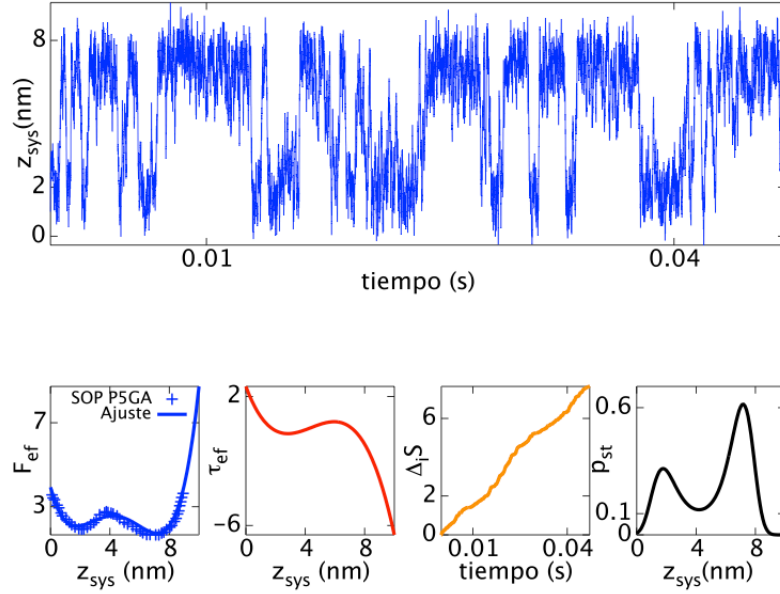 8
2
0
z_sys(nm)
0.01
0.04
tiempo (s)
SOP P5GA
Ajuste
7
3
F_ef
0
4
8
z_sys (nm)
2
-6
τ_ef
0
4
8
z_sys (nm)
6
4
2
0
Δ_iS
0.01
0.04
tiempo (s)
0.6
0.1
0
p_st
0
4
8
z_sys(nm)